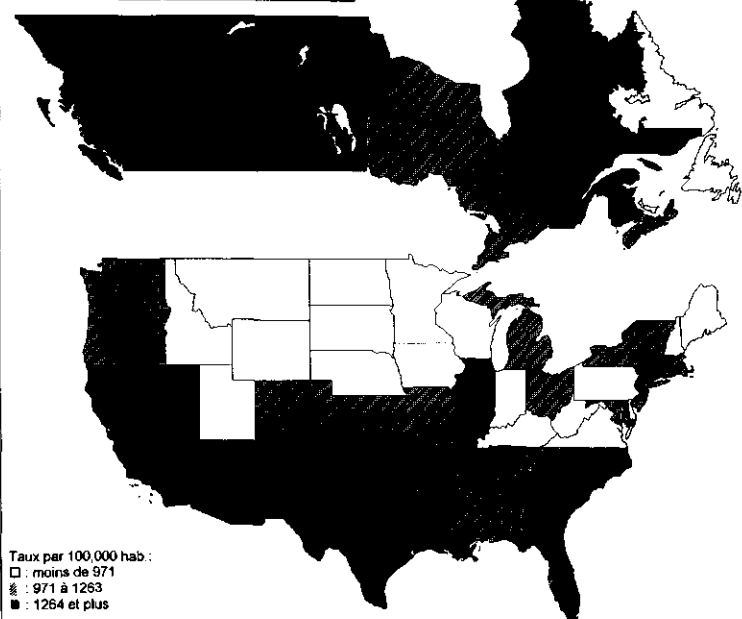 Taux par 100,000 hab.:
□ : moins de 971
▨ : 971 à 1263
■ : 1264 et plus